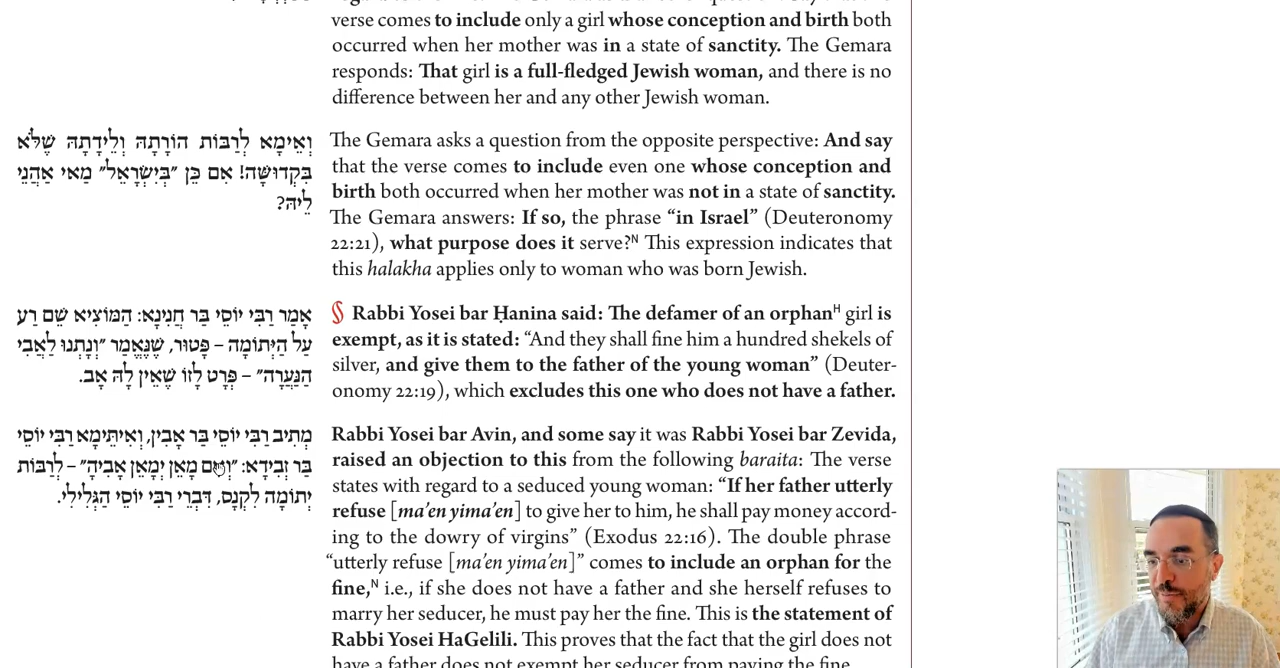 verse comes to include only a girl whose conception and birth both
occurred when her mother was in a state of sanctity. The Gemara
responds: That girl is a full-fledged Jewish woman, and there is no
difference between her and any other Jewish woman.
וְאֵימָא לְרַבּוֹת הוֹרָתָהּ וְלֵידָתָהּ שֶׁלֹּא
בִּקְדוּשָּׁה! אִם כֵּן ״בְּיִשְׂרָאֵל״ מַאי אַהֲנֵי
לֵיהּ?
The Gemara asks a question from the opposite perspective: And say
that the verse comes to include even one whose conception and
birth both occurred when her mother was not in a state of sanctity.
The Gemara answers: If so, the phrase “in Israel” (Deuteronomy
22:21), what purpose does it serve?ᴺ This expression indicates that
this halakha applies only to woman who was born Jewish.
אָמַר רַבִּי יוֹסֵי בַּר חֲנִינָא: הַמּוֹצִיא שֵׁם רַע
עַל הַיְּתוֹמָה – פָּטוּר, שֶׁנֶּאֱמַר ״וְנָתְנוּ לַאֲבִי
הַנַּעֲרָה״ – פְּרָט לָזוֹ שֶׁאֵין לָהּ אָב.
§ Rabbi Yosei bar Ḥanina said: The defamer of an orphanᴴ girl is
exempt, as it is stated: “And they shall fine him a hundred shekels of
silver, and give them to the father of the young woman” (Deuter-
onomy 22:19), which excludes this one who does not have a father.
מְתִיב רַבִּי יוֹסֵי בַּר אָבִין, וְאִיתֵּימָא רַבִּי יוֹסֵי
בַּר זְבִידָא: מָאֵן יְמָאֵן אָבִיהָ״ – לְרַבּוֹת
יְתוֹמָה לִקְנָס, דִּבְרֵי רַבִּי יוֹסֵי הַגְּלִילִי.
Rabbi Yosei bar Avin, and some say it was Rabbi Yosei bar Zevida,
raised an objection to this from the following baraita: The verse
states with regard to a seduced young woman: “If her father utterly
refuse [ma’en yima’en] to give her to him, he shall pay money accord-
ing to the dowry of virgins” (Exodus 22:16). The double phrase
“utterly refuse [ma’en yima’en]” comes to include an orphan for the
fine,ᴺ i.e., if she does not have a father and she herself refuses to
marry her seducer, he must pay her the fine. This is the statement of
Rabbi Yosei HaGelili. This proves that the fact that the girl does not
have a father does not exempt her seducer from paying the fine.